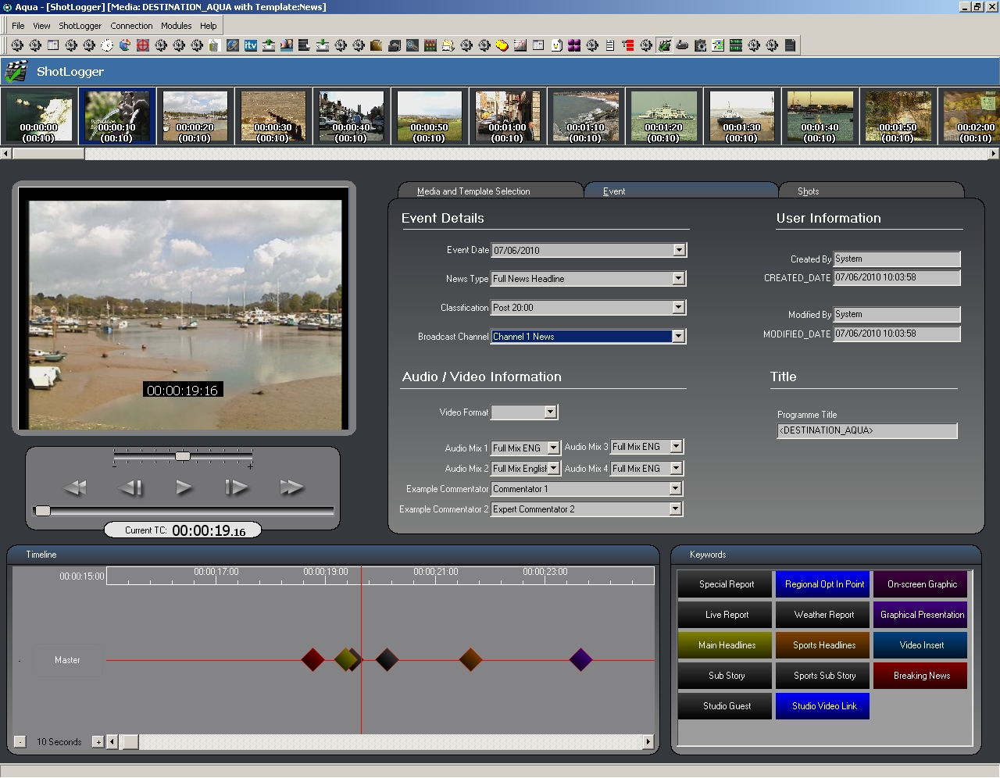 Aqua - [ShotLogger] [Media: DESTINATION_AQUA with Template:News]
File View ShotLogger Connection Modules Help
itv
ShotLogger
00:00:00 00:00:10 00:00:20 00:00:30 00:00:40 00:00:50 00:01:00 00:01:10 00:01:20 00:01:30 00:01:40 00:01:50 00:02:00
(00:10) (00:10) (00:10) (00:10) (00:10) (00:10) (00:10) (00:10) (00:10) (00:10) (00:10) (00:10) (00:10)
Media and Template Selection Event Shots
Event Details
Event Date 07/06/2010
News Type Full News Headline
Classification Post 20:00
Broadcast Channel Channel 1 News
User Information
Created By System
CREATED_DATE 07/06/2010 10:03:58
Modified By System
MODIFIED_DATE 07/06/2010 10:03:58
Audio / Video Information
Video Format
Audio Mix 1 Full Mix ENG Audio Mix 3 Full Mix ENG
Audio Mix 2 Full Mix English Audio Mix 4 Full Mix ENG
Example Commentator Commentator 1
Example Commentator 2 Expert Commentator 2
Title
Programme Title
<DESTINATION_AQUA>
00:00:19:16
- +
Current TC: 00:00:19.16
Timeline
00:00:15:00 00:00:17:00 00:00:19:00 00:00:21:00 00:00:23:00
- Master
- 10 Seconds +
Keywords
Special Report Regional Opt In Point On-screen Graphic
Live Report Weather Report Graphical Presentation
Main Headlines Sports Headlines Video Insert
Sub Story Sports Sub Story Breaking News
Studio Guest Studio Video Link